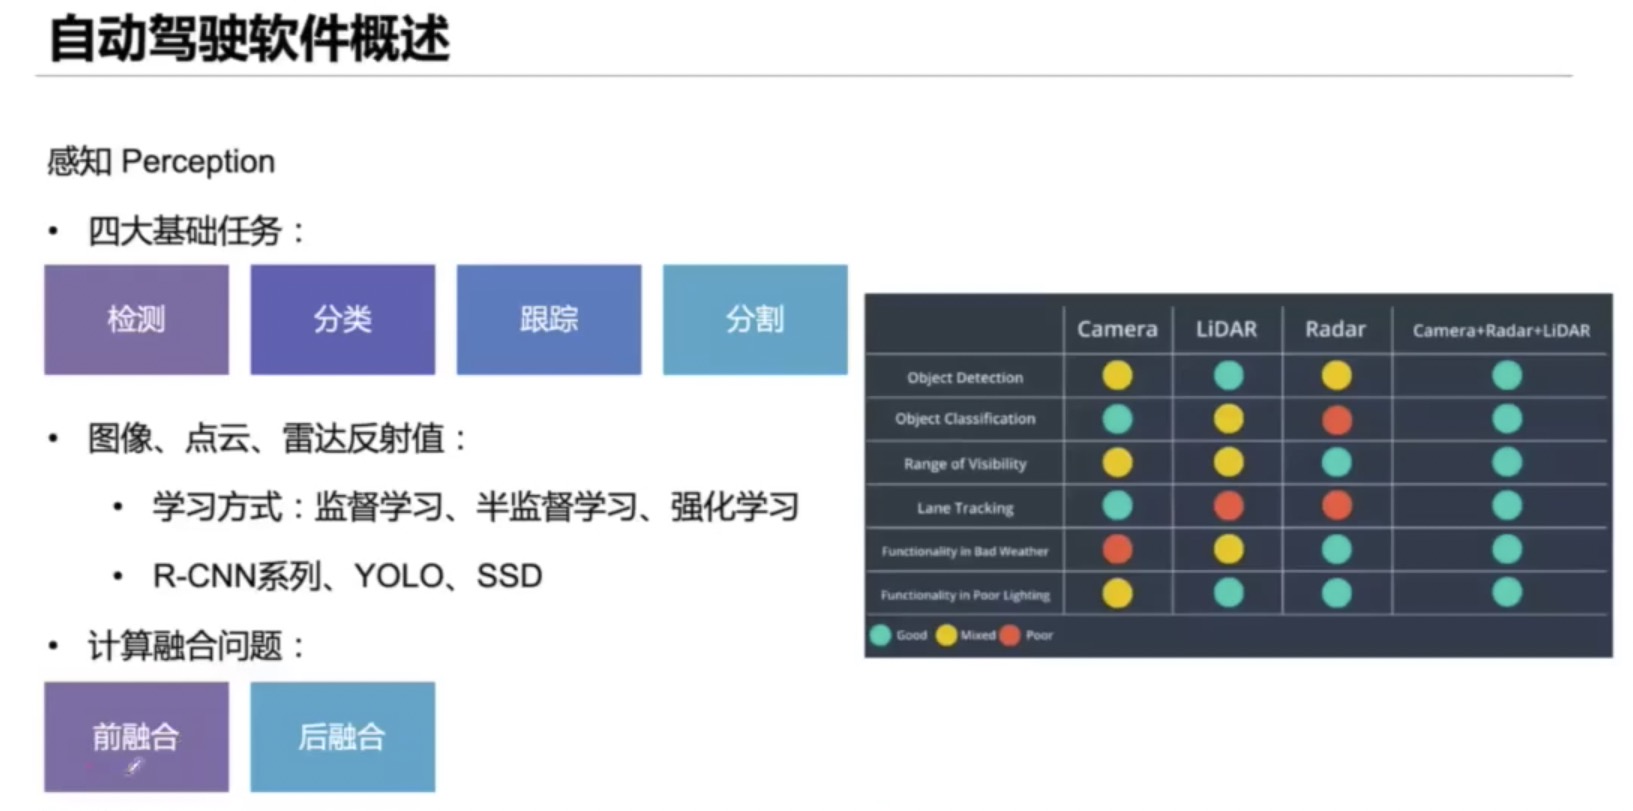 自动驾驶软件概述
感知 Perception
• 四大基础任务：
检测 分类 跟踪 分割
• 图像、点云、雷达反射值：
• 学习方式：监督学习、半监督学习、强化学习
• R-CNN系列、YOLO、SSD
• 计算融合问题：
前融合 后融合
Camera LiDAR Radar Camera+Radar+LiDAR
Object Detection
Object Classification
Range of Visibility
Lane Tracking
Functionality in Bad Weather
Functionality in Poor Lighting
Good Mixed Poor